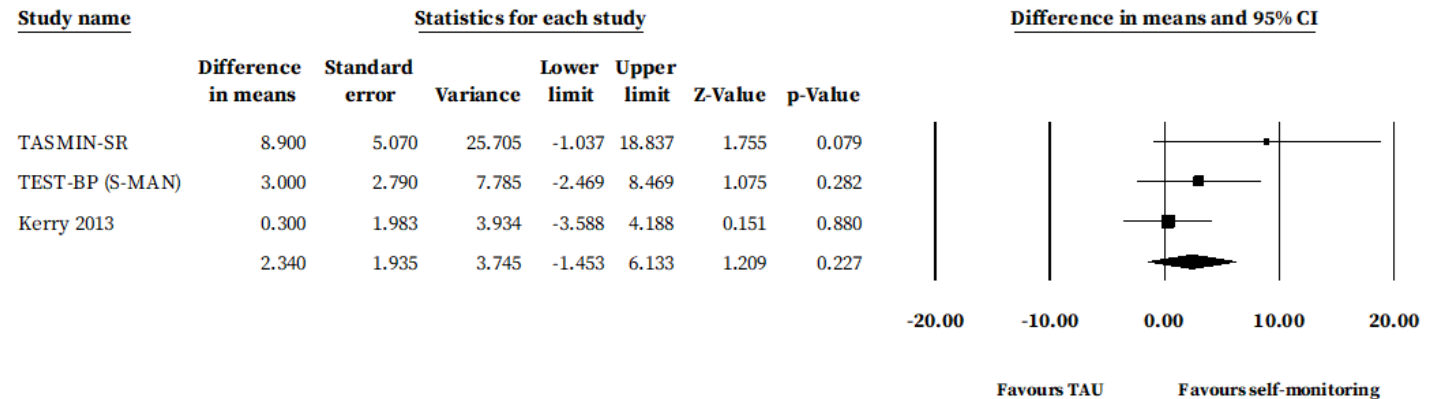 Study name Statistics for each study Difference in means and 95% CI
Difference Standard Lower Upper
in means error Variance limit limit Z-Value p-Value
TASMIN-SR 8.900 5.070 25.705 -1.037 18.837 1.755 0.079
TEST-BP (S-MAN) 3.000 2.790 7.785 -2.469 8.469 1.075 0.282
Kerry 2013 0.300 1.983 3.934 -3.588 4.188 0.151 0.880
2.340 1.935 3.745 -1.453 6.133 1.209 0.227
-20.00 -10.00 0.00 10.00 20.00
Favours TAU Favours self-monitoring